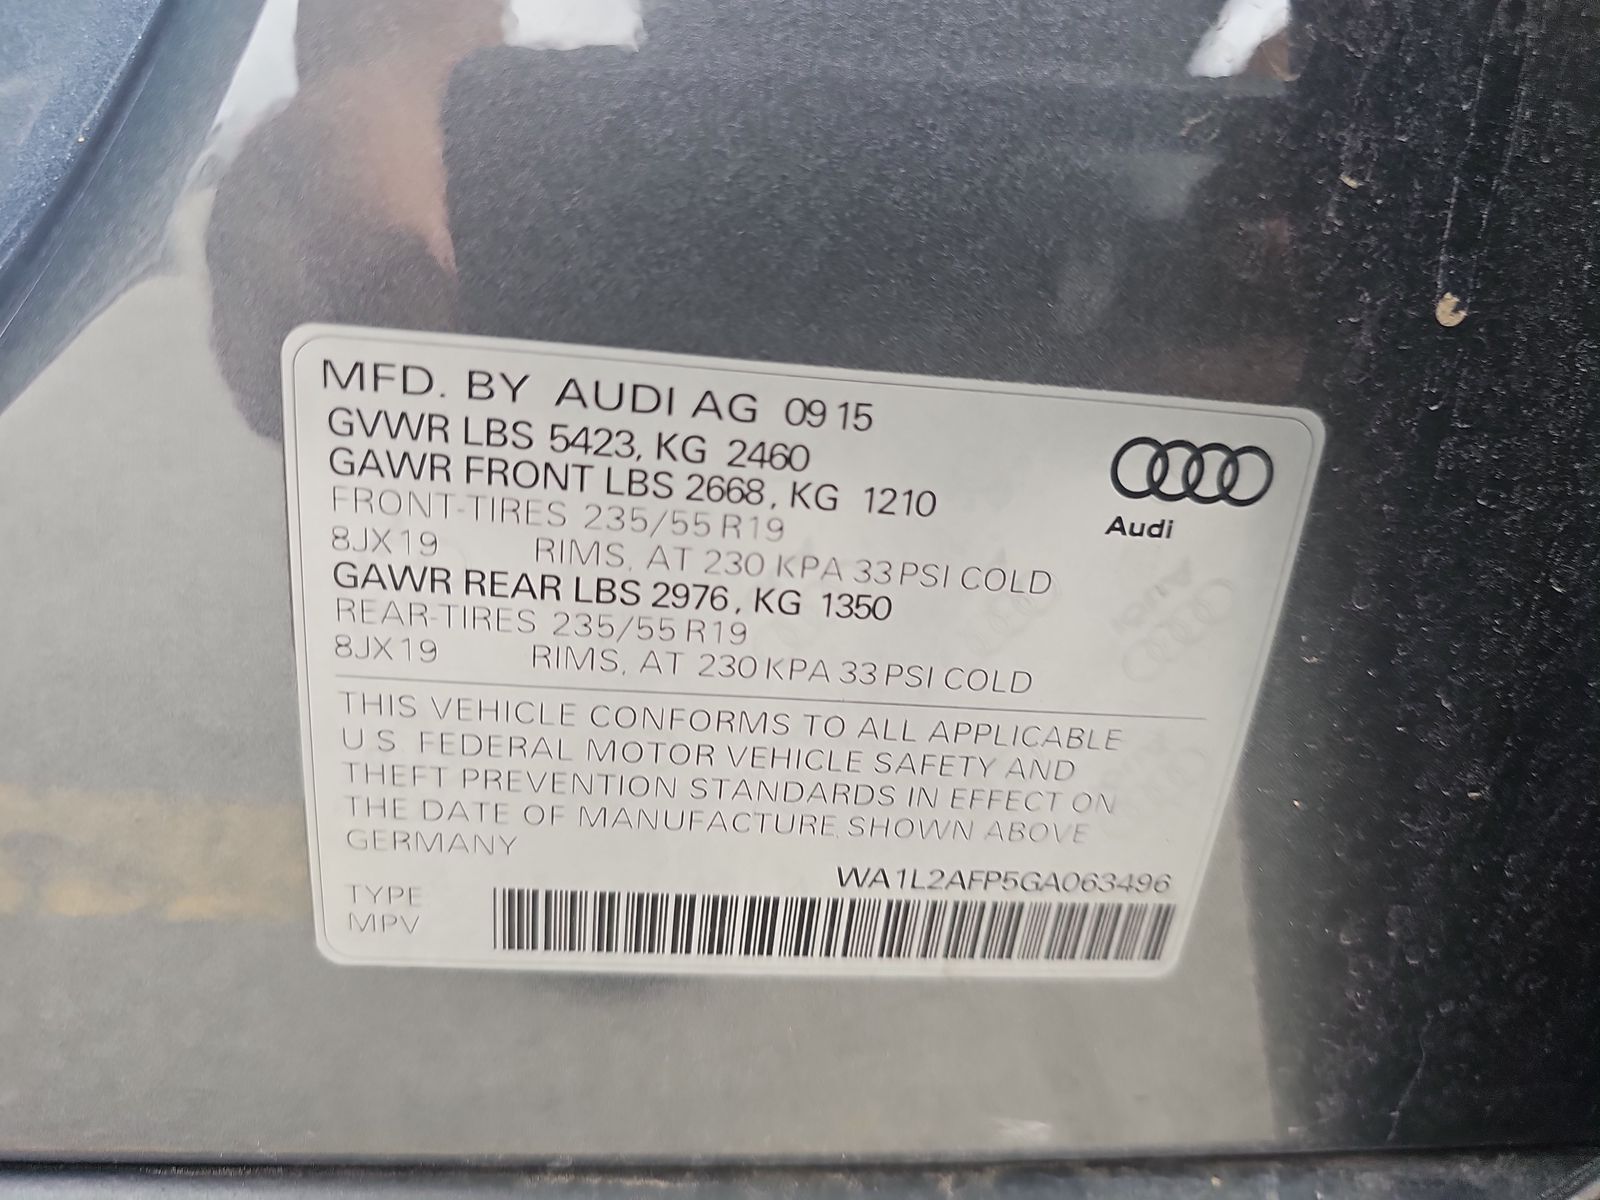 MFD. BY AUDI AG 09 15
GVWR LBS 5423, KG 2460
GAWR FRONT LBS 2668, KG 1210
FRONT-TIRES 235/55 R19
8JX19 RIMS, AT 230 KPA 33 PSI COLD
GAWR REAR LBS 2976, KG 1350
REAR-TIRES 235/55 R19
8JX19 RIMS, AT 230 KPA 33 PSI COLD
Audi
THIS VEHICLE CONFORMS TO ALL APPLICABLE
U.S. FEDERAL MOTOR VEHICLE SAFETY AND
THEFT PREVENTION STANDARDS IN EFFECT ON
THE DATE OF MANUFACTURE SHOWN ABOVE
GERMANY
WA1L2AFP5GA063496
TYPE
MPV